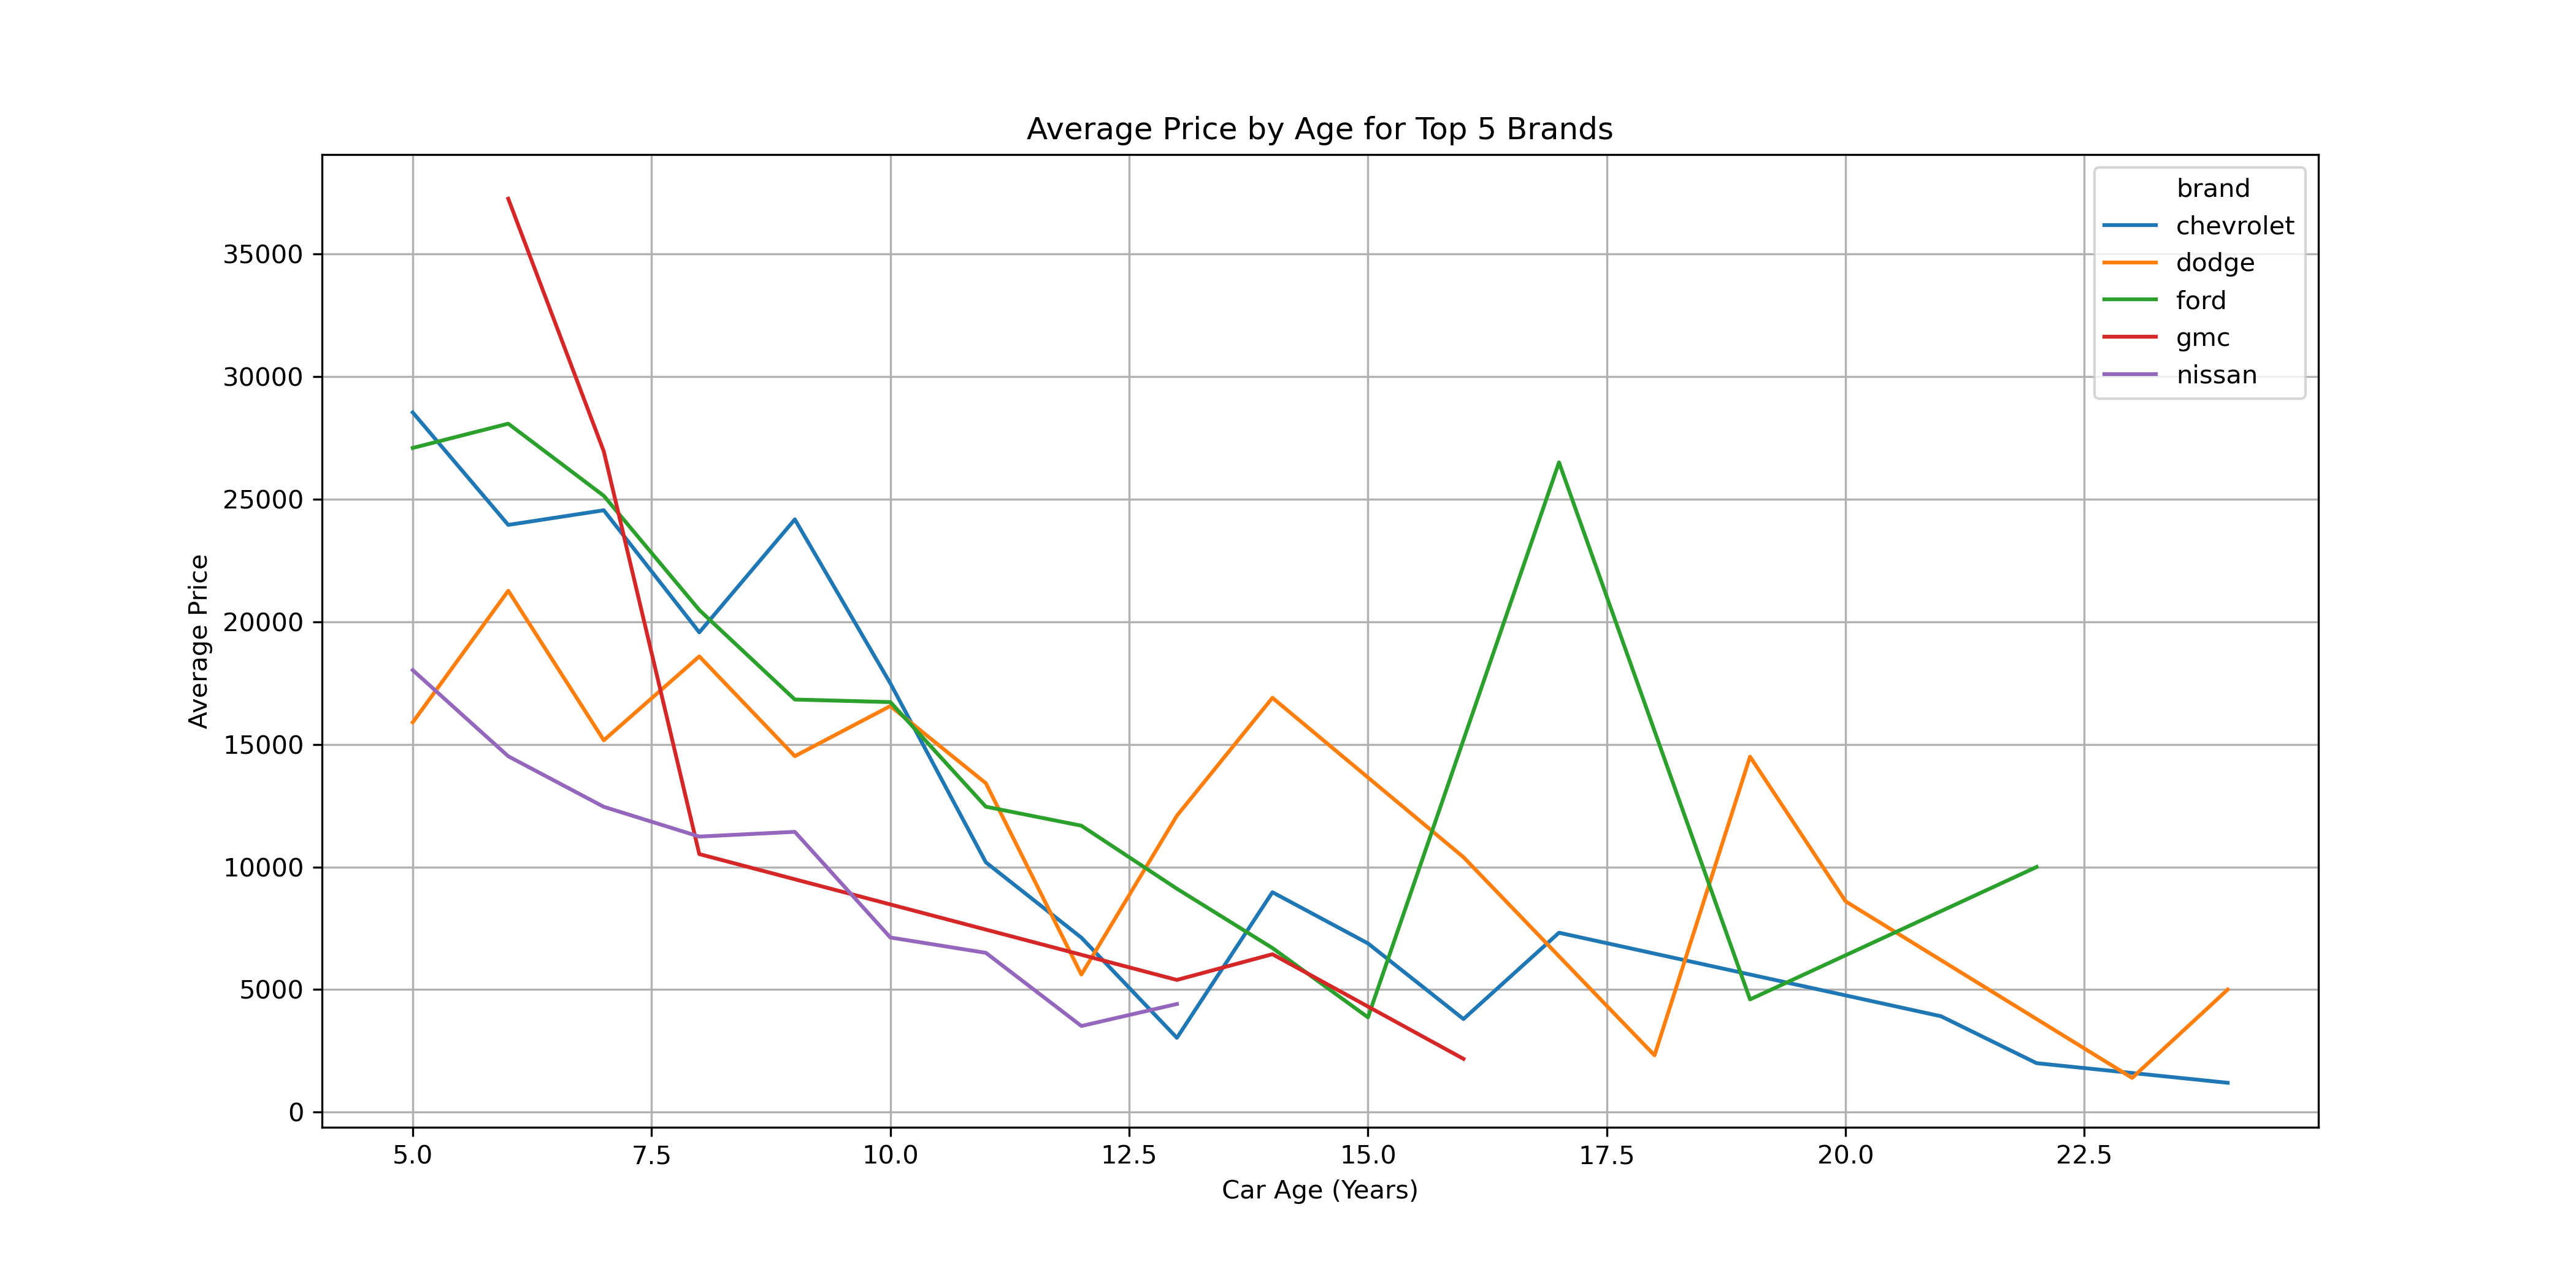 Average Price by Age for Top 5 Brands
brand
chevrolet
dodge
ford
gmc
nissan
Average Price
35000
30000
25000
20000
15000
10000
5000
0
5.0 7.5 10.0 12.5 15.0 17.5 20.0 22.5
Car Age (Years)